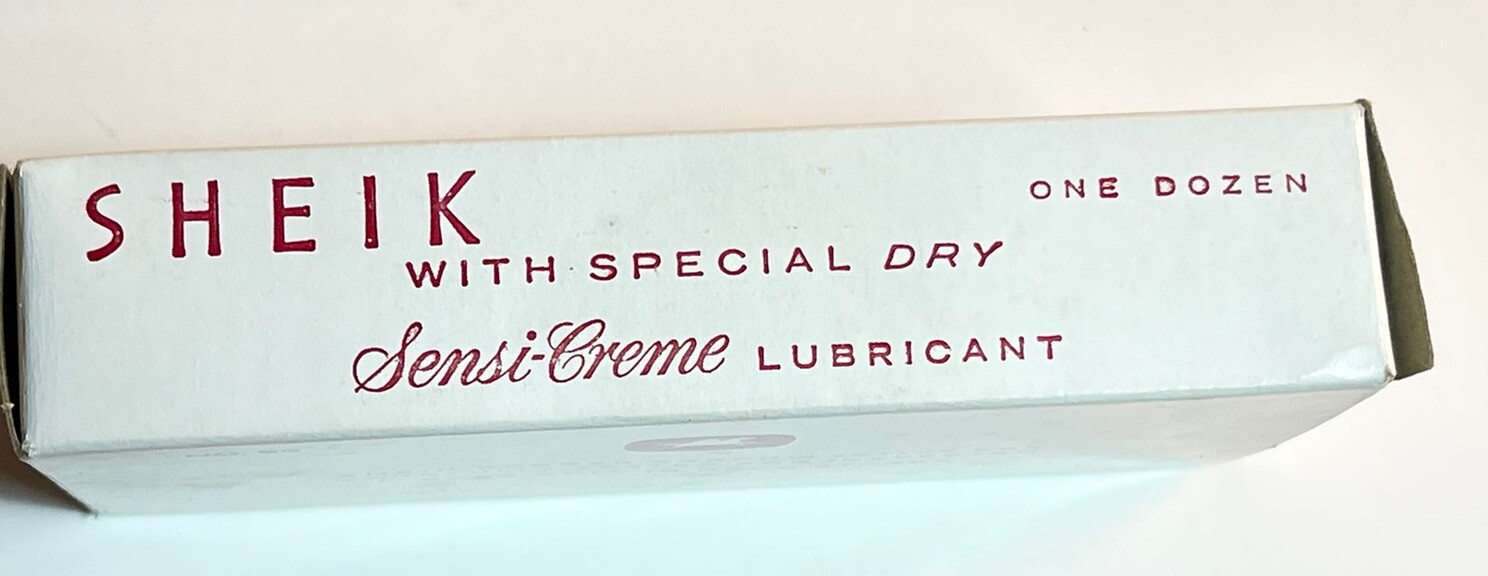 SHEIK
ONE DOZEN
WITH SPECIAL DRY
Sensi-Creme LUBRICANT